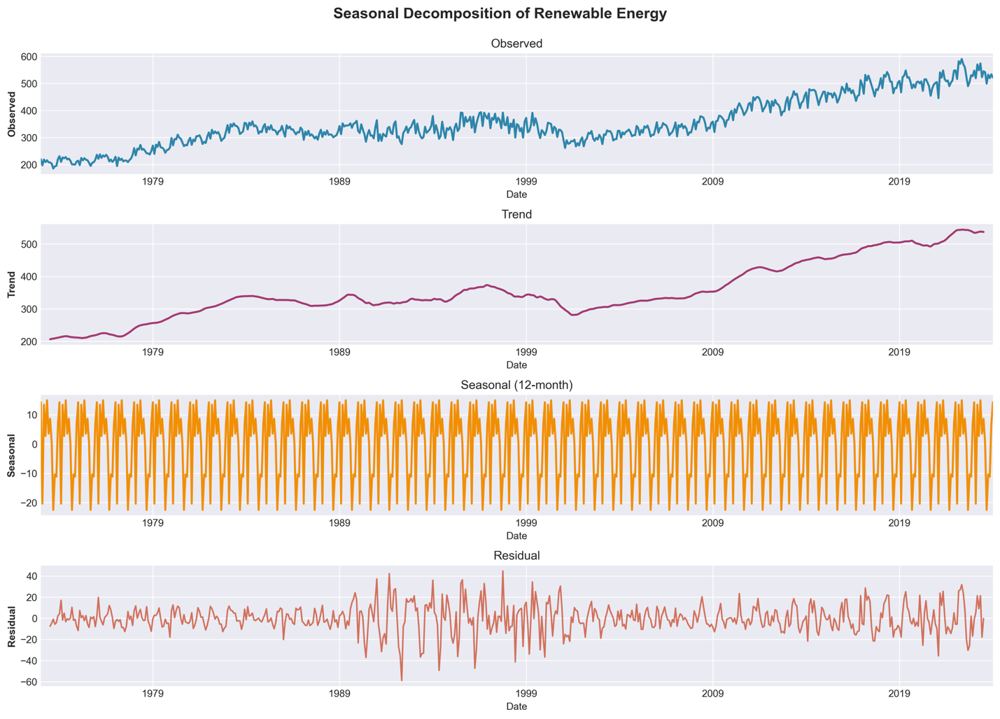 Seasonal Decomposition of Renewable Energy
Observed
Observed
600
500
400
300
200
1979 1989 1999 2009 2019
Date
Trend
Trend
500
400
300
200
1979 1989 1999 2009 2019
Date
Seasonal (12-month)
Seasonal
10
0
−10
−20
1979 1989 1999 2009 2019
Date
Residual
Residual
40
20
0
−20
−40
−60
1979 1989 1999 2009 2019
Date